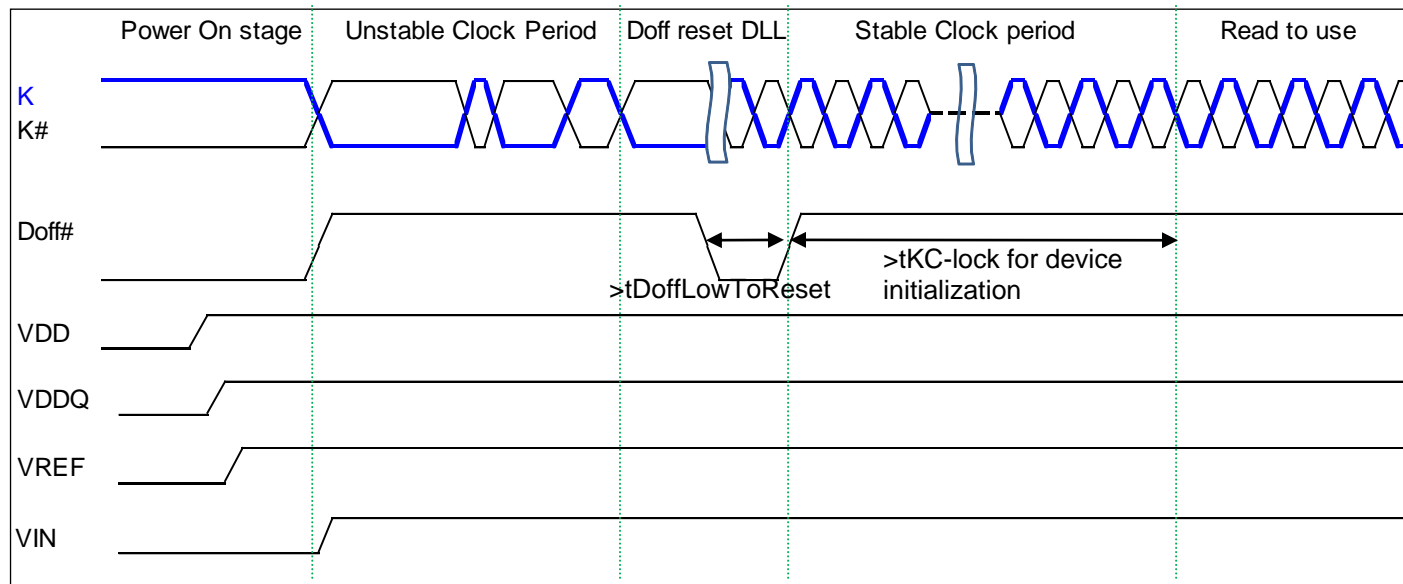 Power On stage
Unstable Clock Period
Doff reset DLL
Stable Clock period
Read to use
K
K#
Doff#
>tDoffLowToReset
>tKC-lock for device
initialization
VDD
VDDQ
VREF
VIN